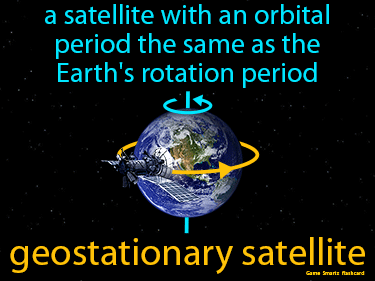 a satellite with an orbital
period the same as the
Earth's rotation period
geostationary satellite
Game Smartz flashcard